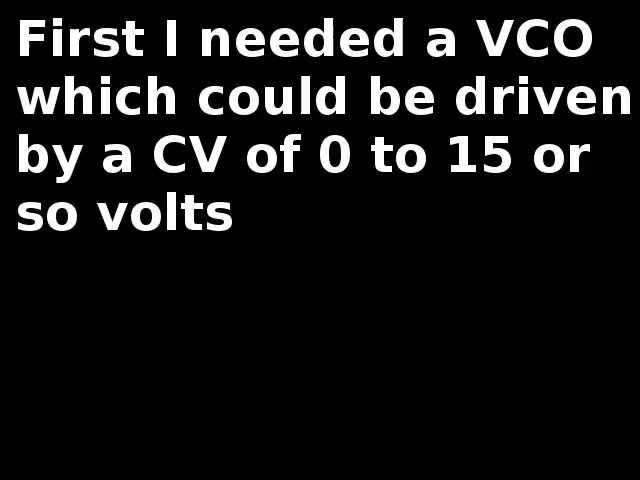 First I needed a VCO
which could be driven
by a CV of 0 to 15 or
so volts